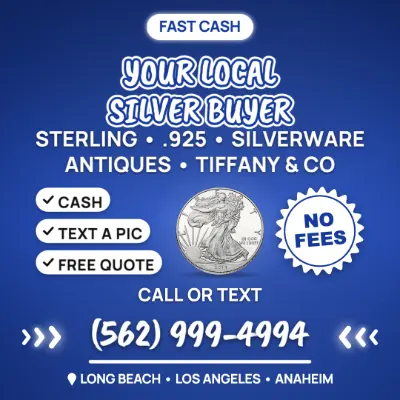 FAST CASH
YOUR LOCAL
SILVER BUYER
STERLING • .925 • SILVERWARE
ANTIQUES • TIFFANY & CO
CASH
TEXT A PIC
FREE QUOTE
NO
FEES
CALL OR TEXT
(562) 999-4994
LONG BEACH • LOS ANGELES • ANAHEIM